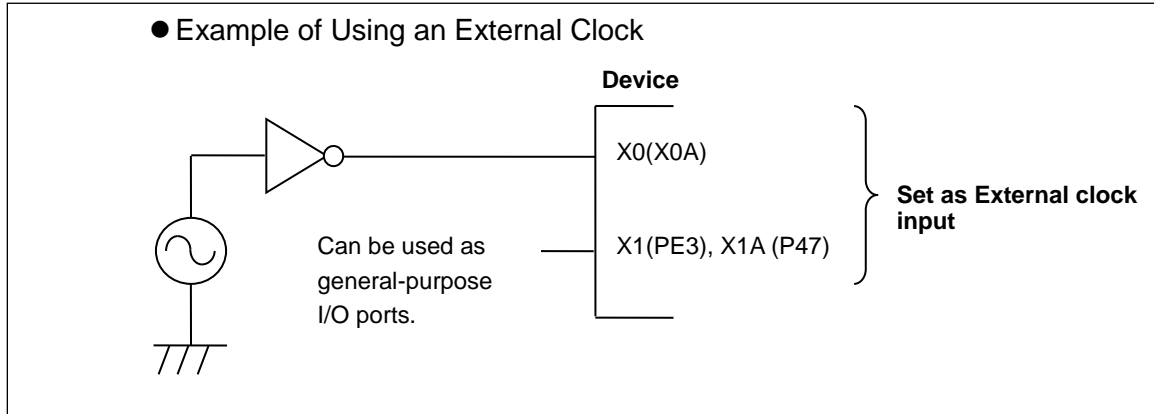 ● Example of Using an External Clock
Device
X0(X0A)
Set as External clock
input
Can be used as
general-purpose
I/O ports.
X1(PE3), X1A (P47)